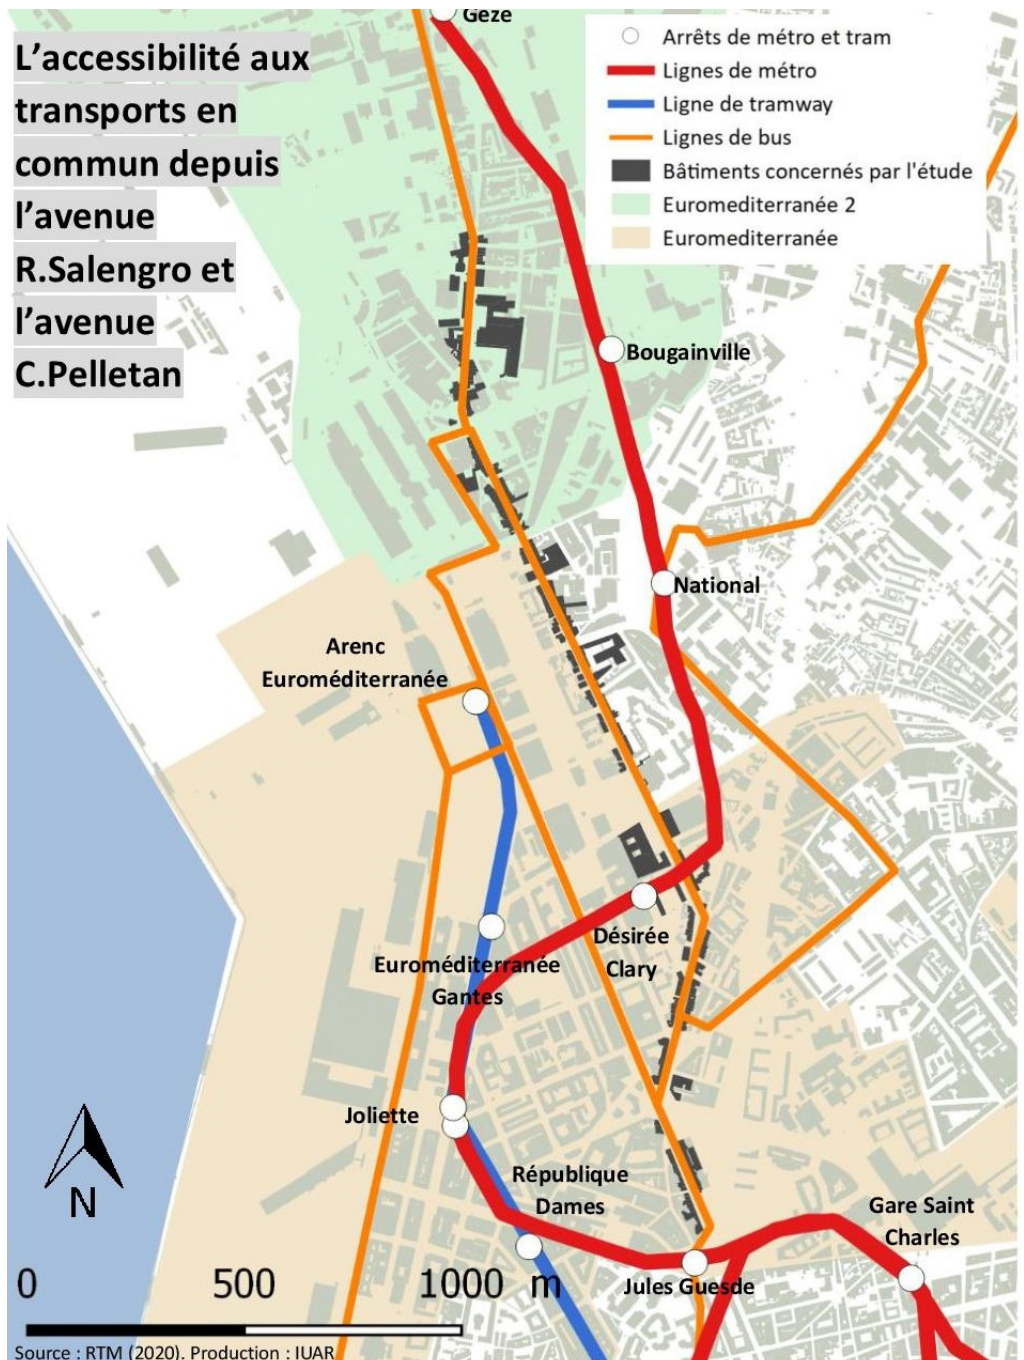 Gèze
L'accessibilité aux
transports en
commun depuis
l'avenue
R.Salengro et
l'avenue
C.Pelletan
Arrêts de métro et tram
Lignes de métro
Ligne de tramway
Lignes de bus
Bâtiments concernés par l'étude
Euromediterranée 2
Euromediterranée
Bougainville
National
Arenc
Euroméditerranée
Désirée
Clary
Euroméditerranée
Gantes
Joliette
République
Dames
Gare Saint
Charles
Jules Guesde
N
0 500 1000 m
Source : RTM (2020). Production : IUAR